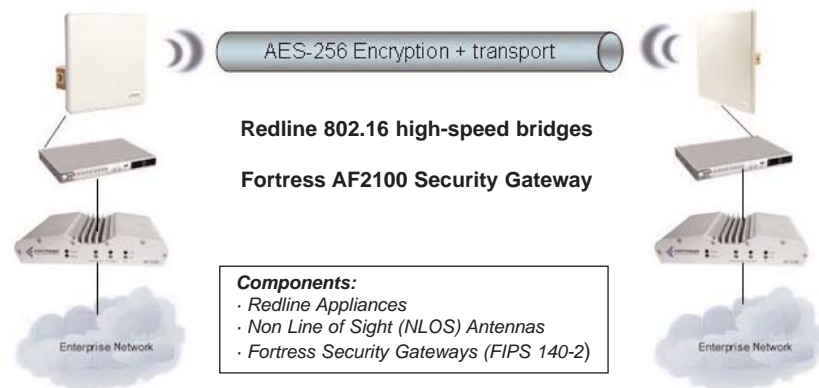 AES-256 Encryption + transport
Redline 802.16 high-speed bridges
Fortress AF2100 Security Gateway
Components:
· Redline Appliances
· Non Line of Sight (NLOS) Antennas
· Fortress Security Gateways (FIPS 140-2)
Enterprise Network
Enterprise Network